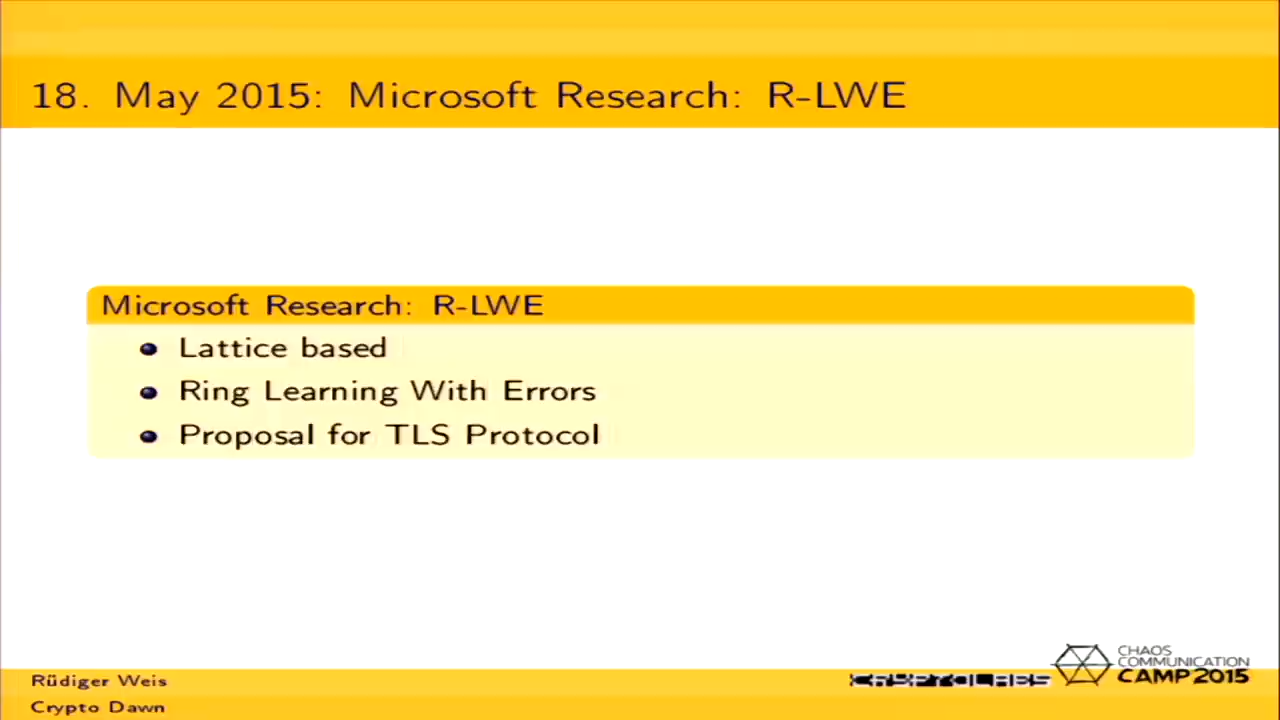 18. May 2015: Microsoft Research: R-LWE
Microsoft Research: R-LWE
Lattice based
Ring Learning With Errors
Proposal for TLS Protocol
Rüdiger Weis
Crypto Dawn
CRYPTOLABS
CHAOS
COMMUNICATION
CAMP 2015